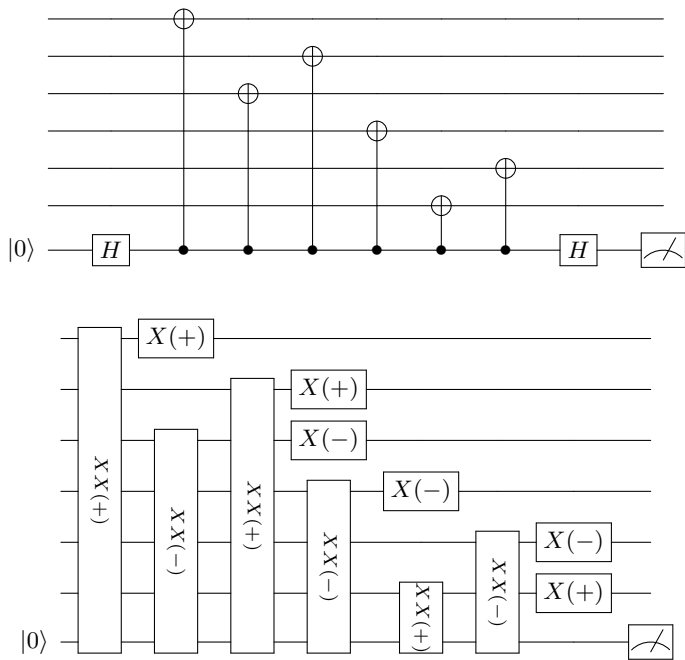 |0⟩ H H
X(+)
X(+)
XX(+) XX(−) XX(+) X(−)
XX(−) X(−)
XX(+) XX(−) X(−)
X(+)
|0⟩